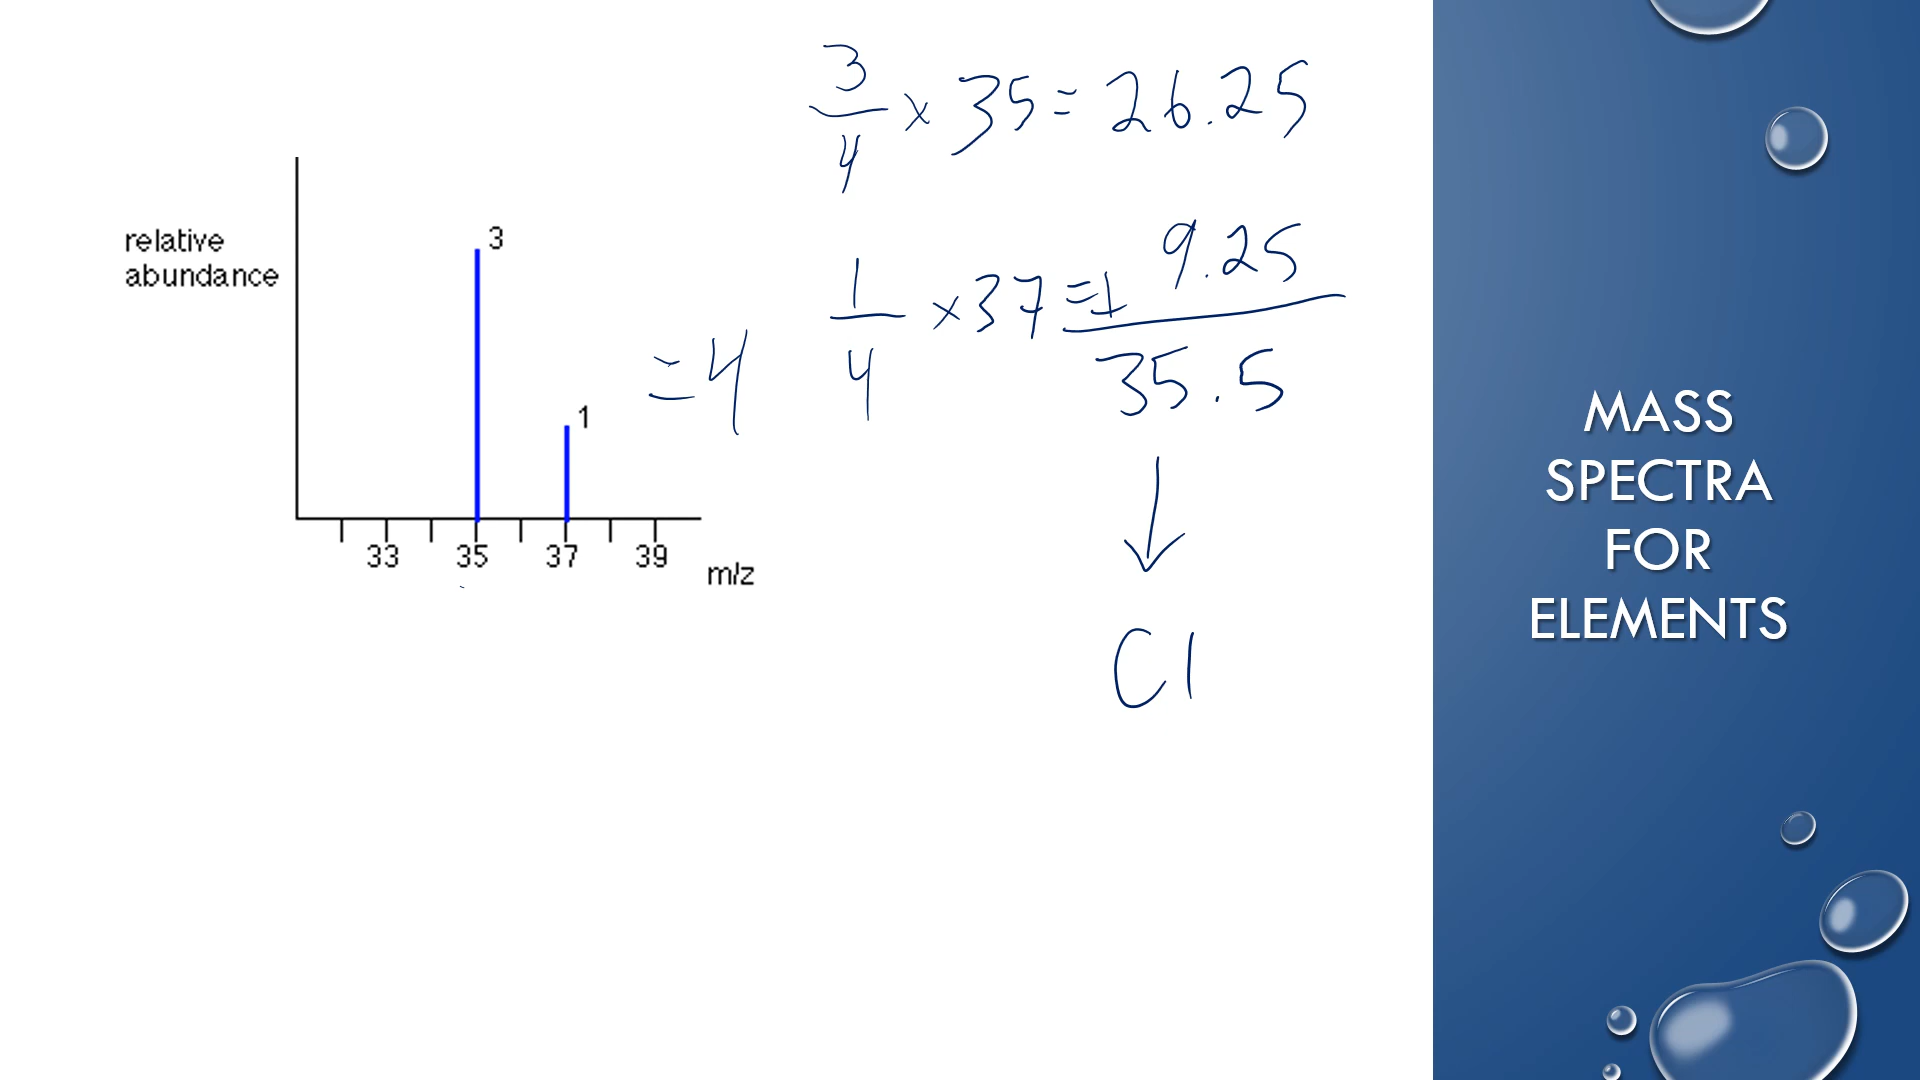 3/4 × 35 = 26.25
relative
abundance
3
1/4 × 37 = + 9.25
35.5
1
= 4
33 35 37 39
m/z
Cl
MASS
SPECTRA
FOR
ELEMENTS